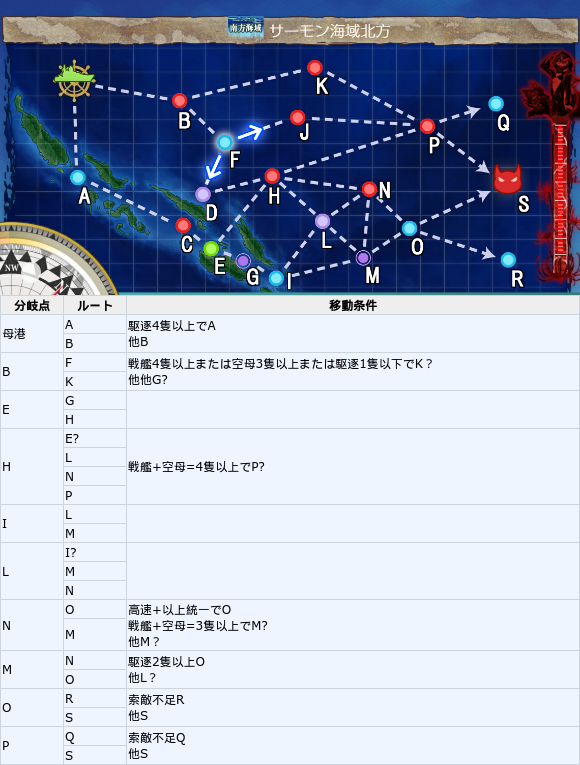 南方海域 サーモン海域北方
K
B
Q
J
F
P
A
D
H
N
S
C
L
O
E
G
I
M
R
NW
分岐点 ルート 移動条件
母港 A 駆逐4隻以上でA
B 他B
B F 戦艦4隻以上または空母3隻以上または駆逐1隻以下でK？
K 他他G?
E G
H
H E?
L
N 戦艦+空母=4隻以上でP?
P
I L
M
L I?
M
N
N O 高速+以上統一でO
戦艦+空母=3隻以上でM?
M 他M？
M N 駆逐2隻以上O
O 他L？
O R 索敵不足R
S 他S
P Q 索敵不足Q
S 他S